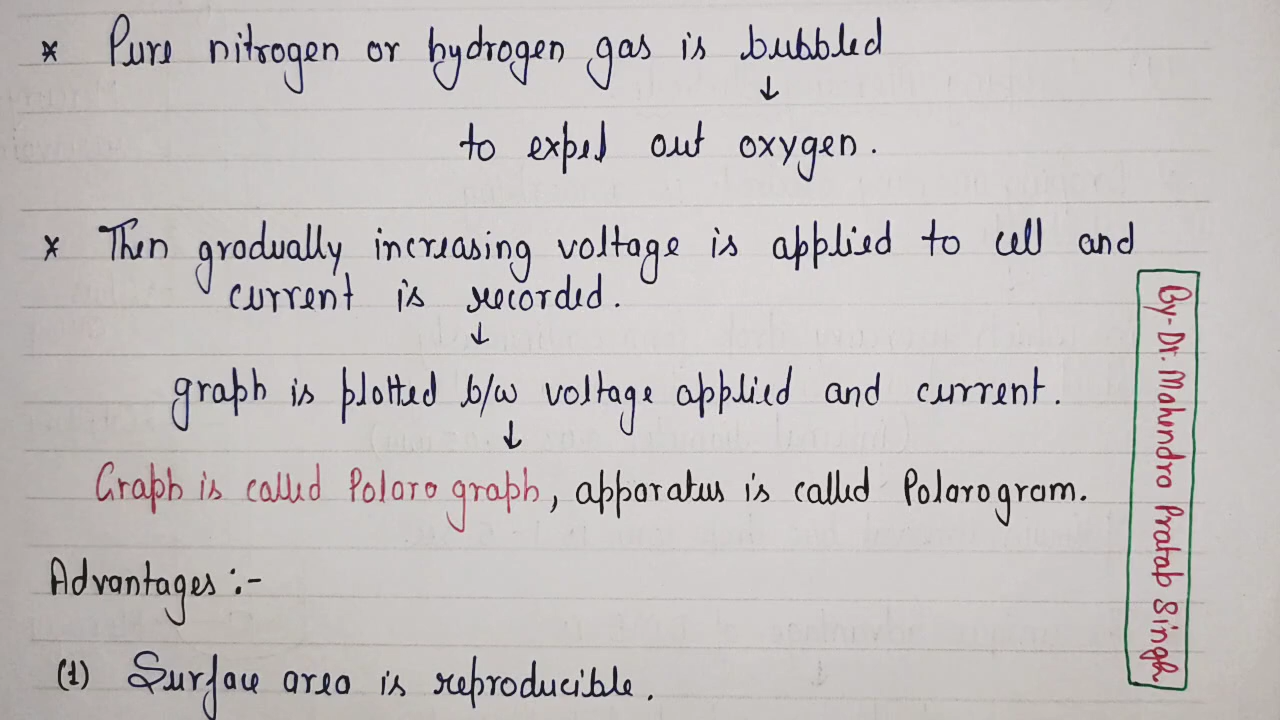 * Pure nitrogen or hydrogen gas is bubbled
↓
to expel out oxygen.
* Then gradually increasing voltage is applied to cell and
current is recorded.
↓
graph is plotted b/w voltage applied and current.
↓
Graph is called Polaro graph, apparatus is called Polarogram.
Advantages :-
(1) Surface area is reproducible.
By- Dr. Mahendra Pratap Singh